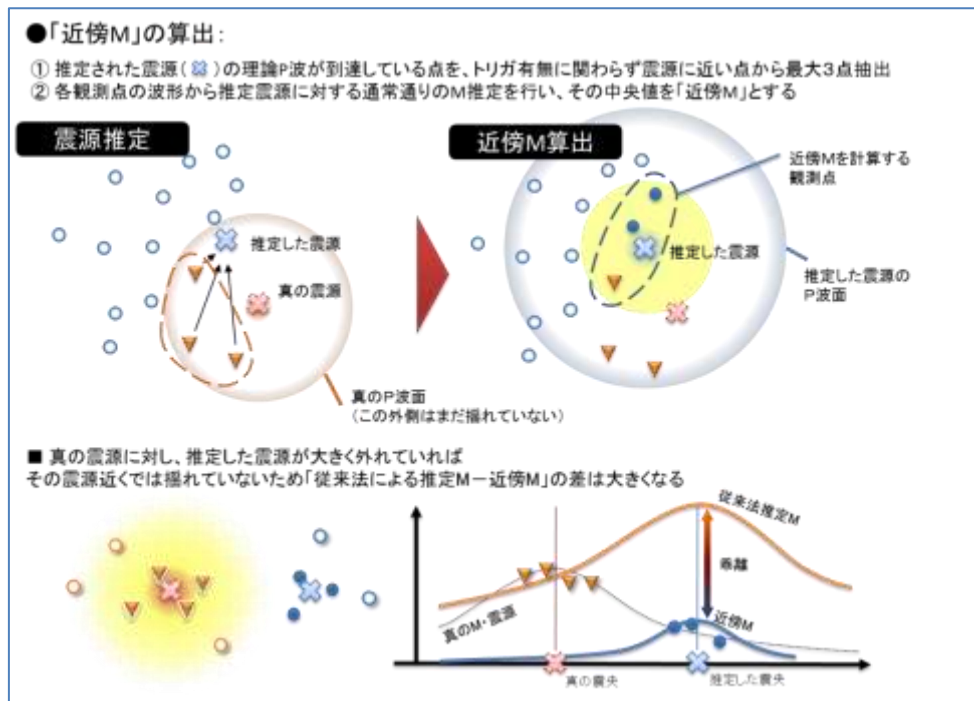 ●「近傍M」の算出:
① 推定された震源( )の理論P波が到達している点を、トリガ有無に関わらず震源に近い点から最大3点抽出
② 各観測点の波形から推定震源に対する通常通りのM推定を行い、その中央値を「近傍M」とする
震源推定
推定した震源
真の震源
真のP波面
(この外側はまだ揺れていない)
近傍M算出
近傍Mを計算する
観測点
推定した震源
推定した震源の
P波面
■ 真の震源に対し、推定した震源が大きく外れていれば
その震源近くでは揺れていないため「従来法による推定M-近傍M」の差は大きくなる
従来法推定M
乖離
真のM・震源
近傍M
真の震央
推定した震央